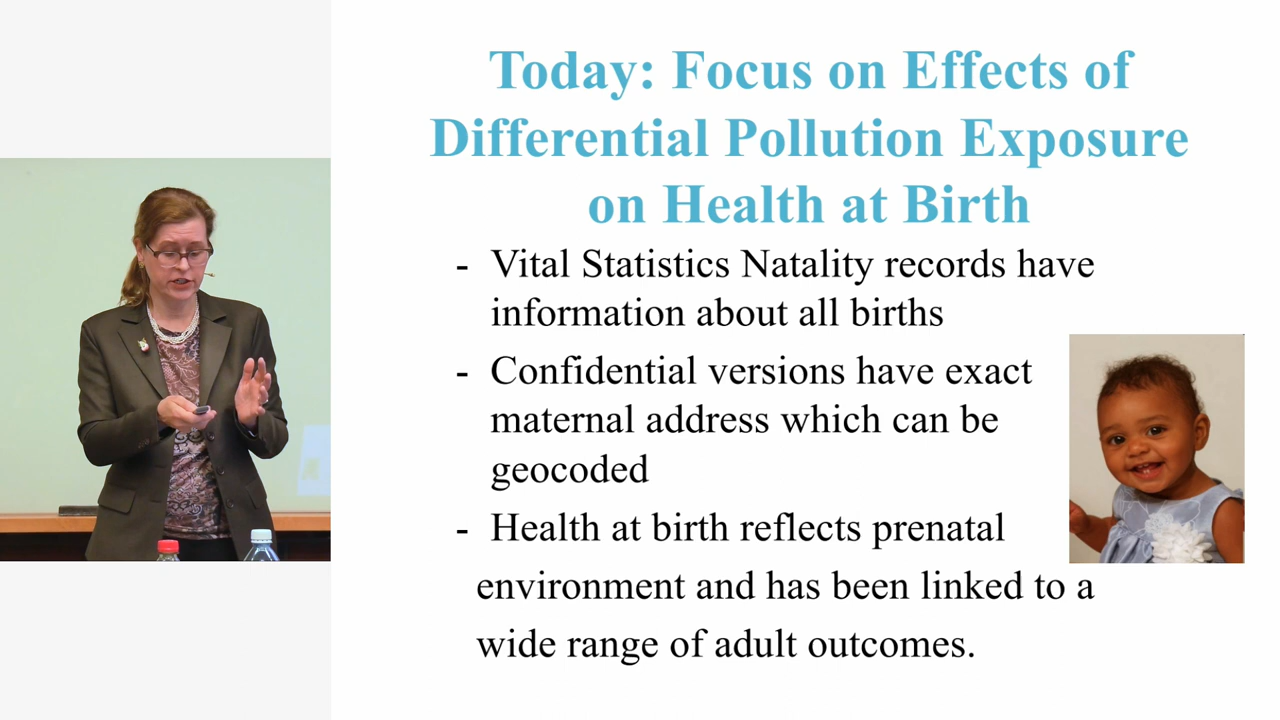 Today: Focus on Effects of
Differential Pollution Exposure
on Health at Birth
- Vital Statistics Natality records have
information about all births
- Confidential versions have exact
maternal address which can be
geocoded
- Health at birth reflects prenatal
environment and has been linked to a
wide range of adult outcomes.